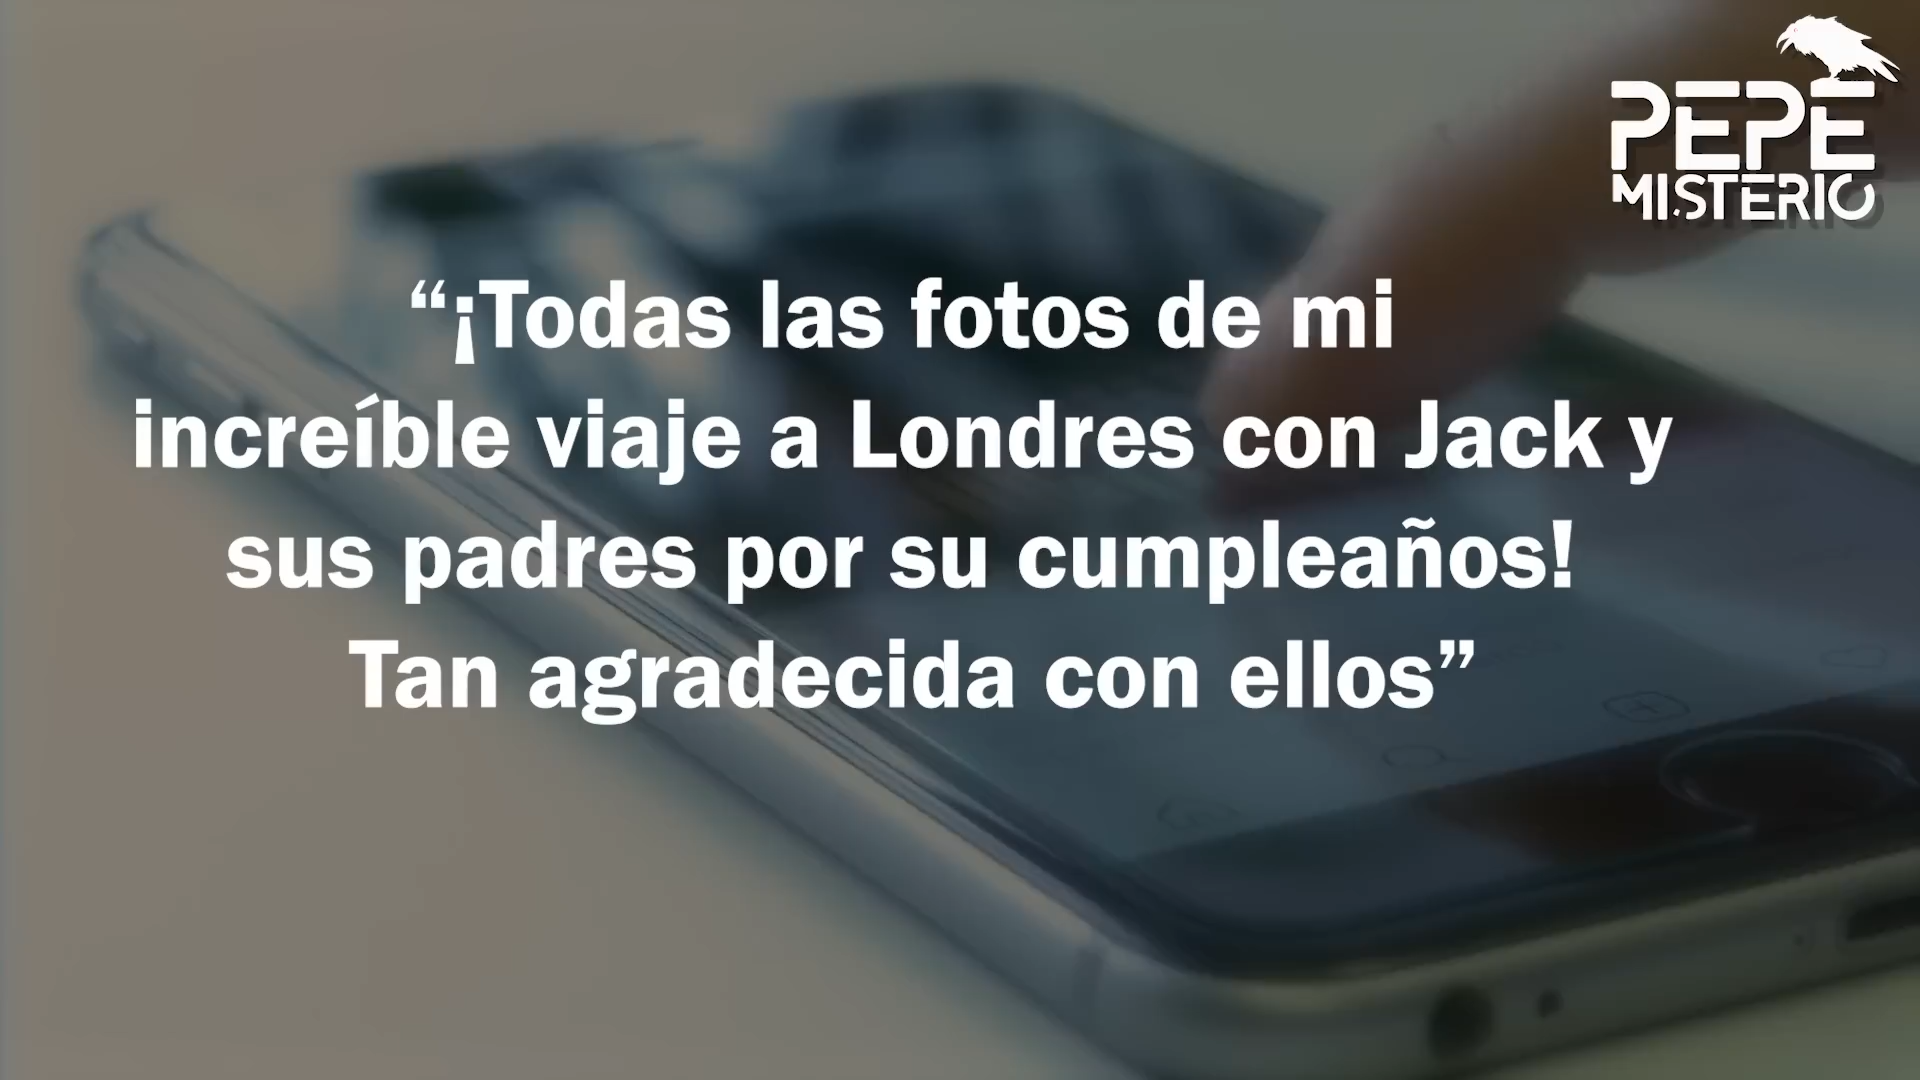 PEPE
MISTERIO
“¡Todas las fotos de mi
increíble viaje a Londres con Jack y
sus padres por su cumpleaños!
Tan agradecida con ellos”